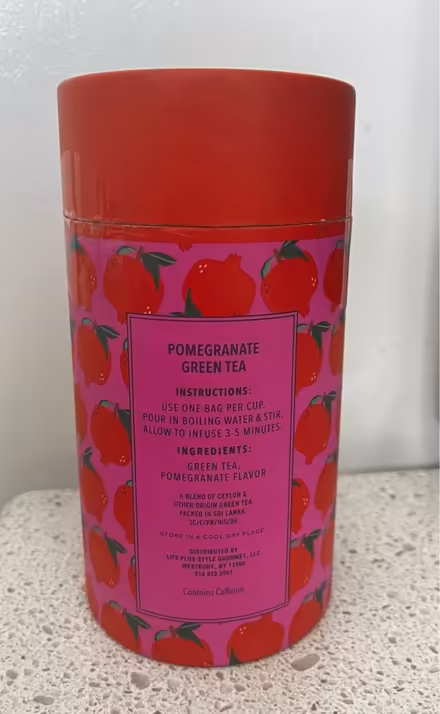 POMEGRANATE
GREEN TEA
INSTRUCTIONS:
USE ONE BAG PER CUP.
POUR IN BOILING WATER & STIR.
ALLOW TO INFUSE 3-5 MINUTES.
INGREDIENTS:
GREEN TEA,
POMEGRANATE FLAVOR
A BLEND OF CEYLON &
OTHER ORIGIN GREEN TEA
PACKED IN SRI LANKA
STORE IN A COOL DRY PLACE
DISTRIBUTED BY
LIFE PLUS STYLE GOURMET, LLC
WESTBURY, NY 11590
Contains Caffeine